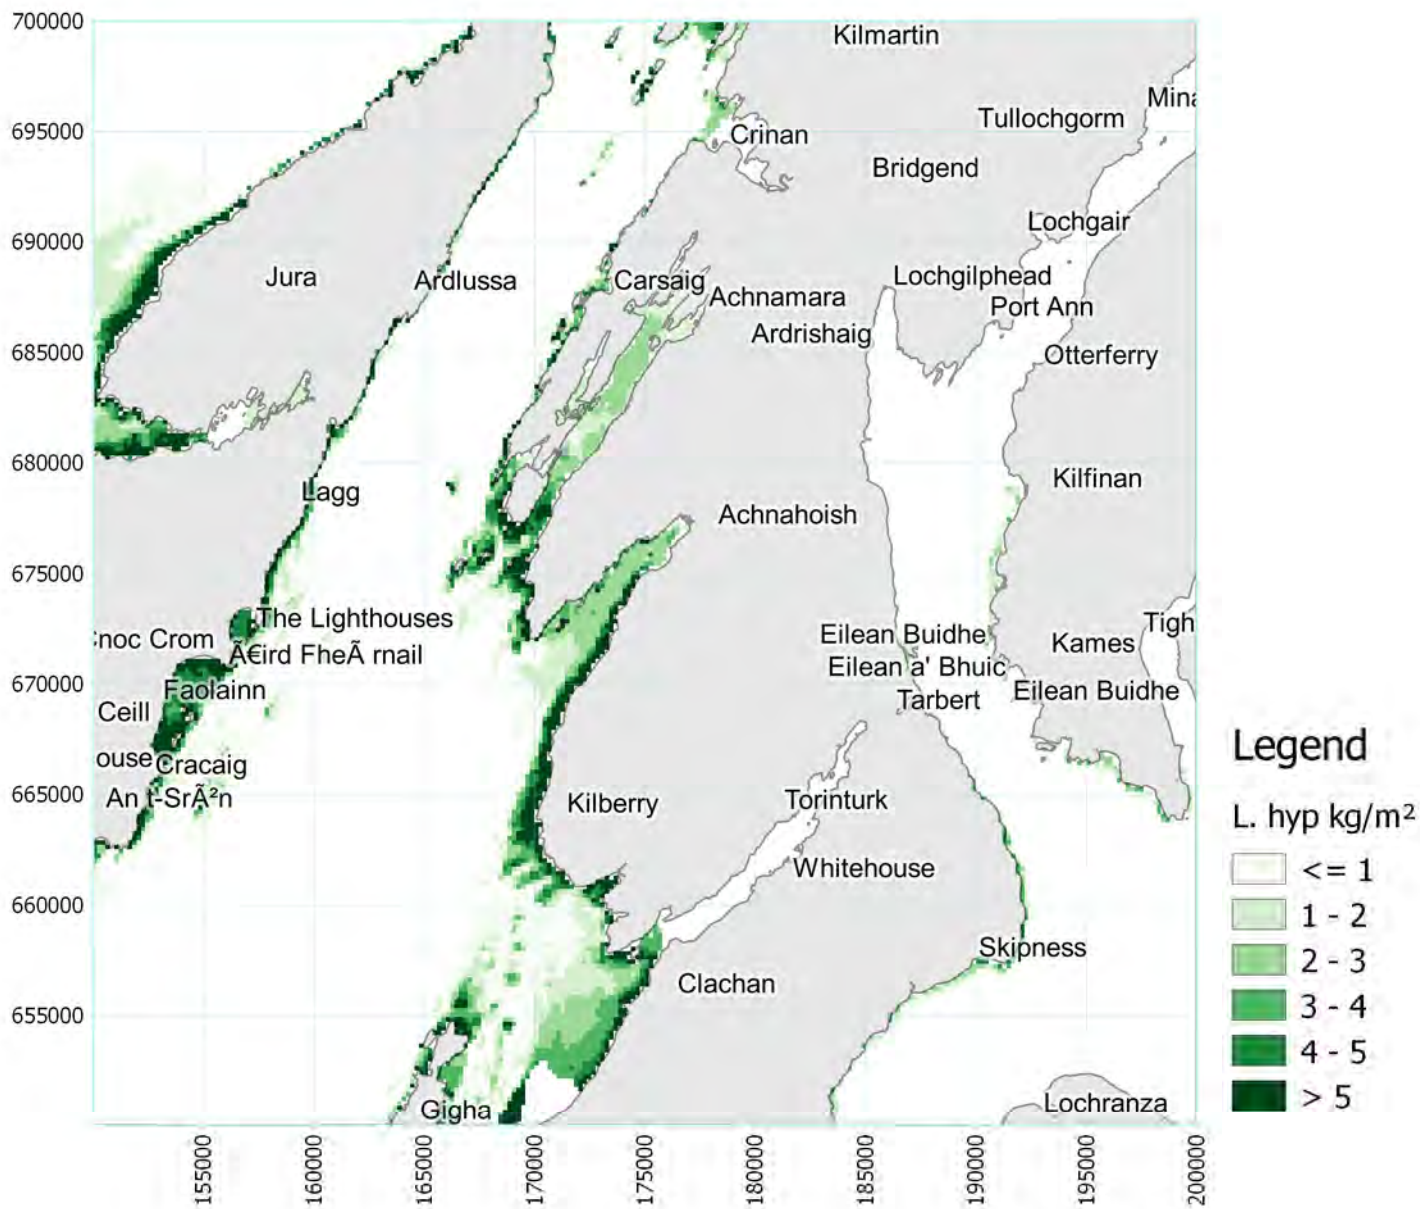 700000
Kilmartin
Mina
Tullochgorm
695000
Crinan
Bridgend
Lochgair
690000
Jura
Ardlussa
Carsaig
Lochgilphead
Achnamara
Port Ann
Ardrishaig
685000
Otterferry
680000
Kilfinan
Lagg
Achnahoish
675000
The Lighthouses
Tigh
Cnoc Crom
Eilean Buidhe
Kames
Ã€ird FheÃ rnail
Eilean a' Bhuic
670000
Faolainn
Eilean Buidhe
Tarbert
Ceill
ouse
Cracaig
665000
An t-SrÃ²n
Kilberry
Torinturk
Whitehouse
660000
Skipness
Clachan
655000
Gigha
Lochranza
155000
160000
165000
170000
175000
180000
185000
190000
195000
200000
Legend
L. hyp kg/m²
<= 1
1 - 2
2 - 3
3 - 4
4 - 5
> 5